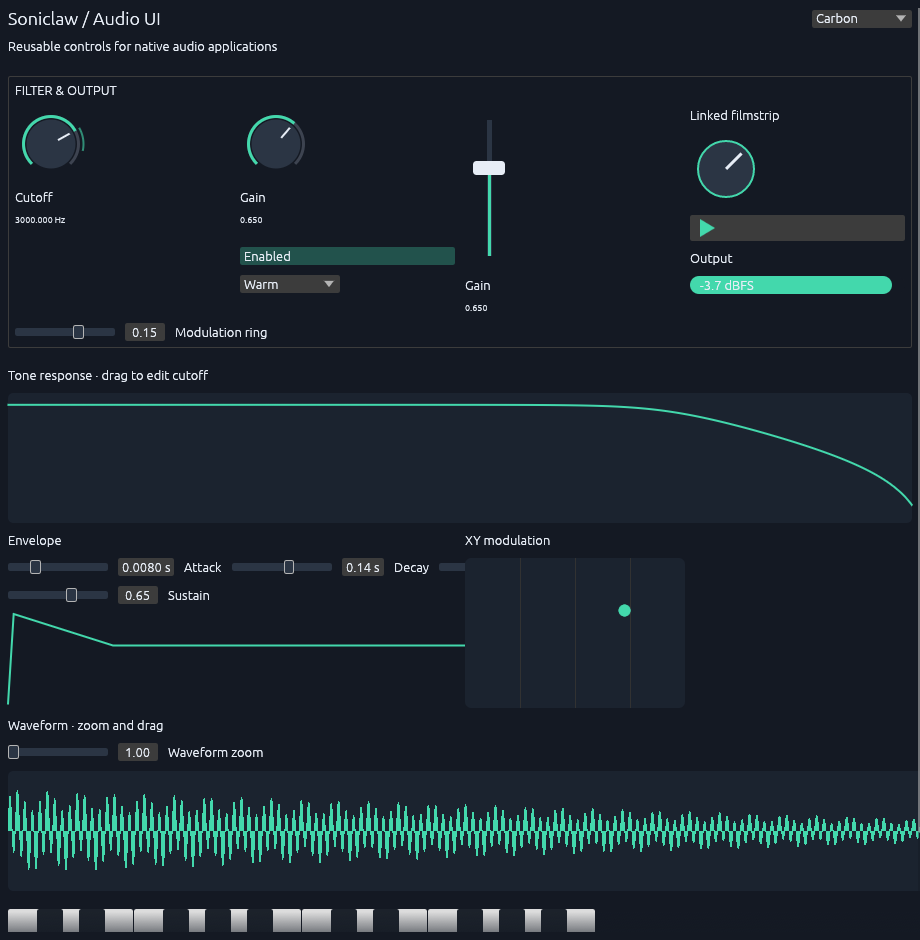 Soniclaw / Audio UI
Carbon
Reusable controls for native audio applications
FILTER & OUTPUT
Cutoff
3000.000 Hz
Gain
0.650
Enabled
Warm
Gain
0.650
Linked filmstrip
Output
-3.7 dBFS
0.15 Modulation ring
Tone response · drag to edit cutoff
Envelope
0.0080 s Attack 0.14 s Decay
0.65 Sustain
XY modulation
Waveform · zoom and drag
1.00 Waveform zoom